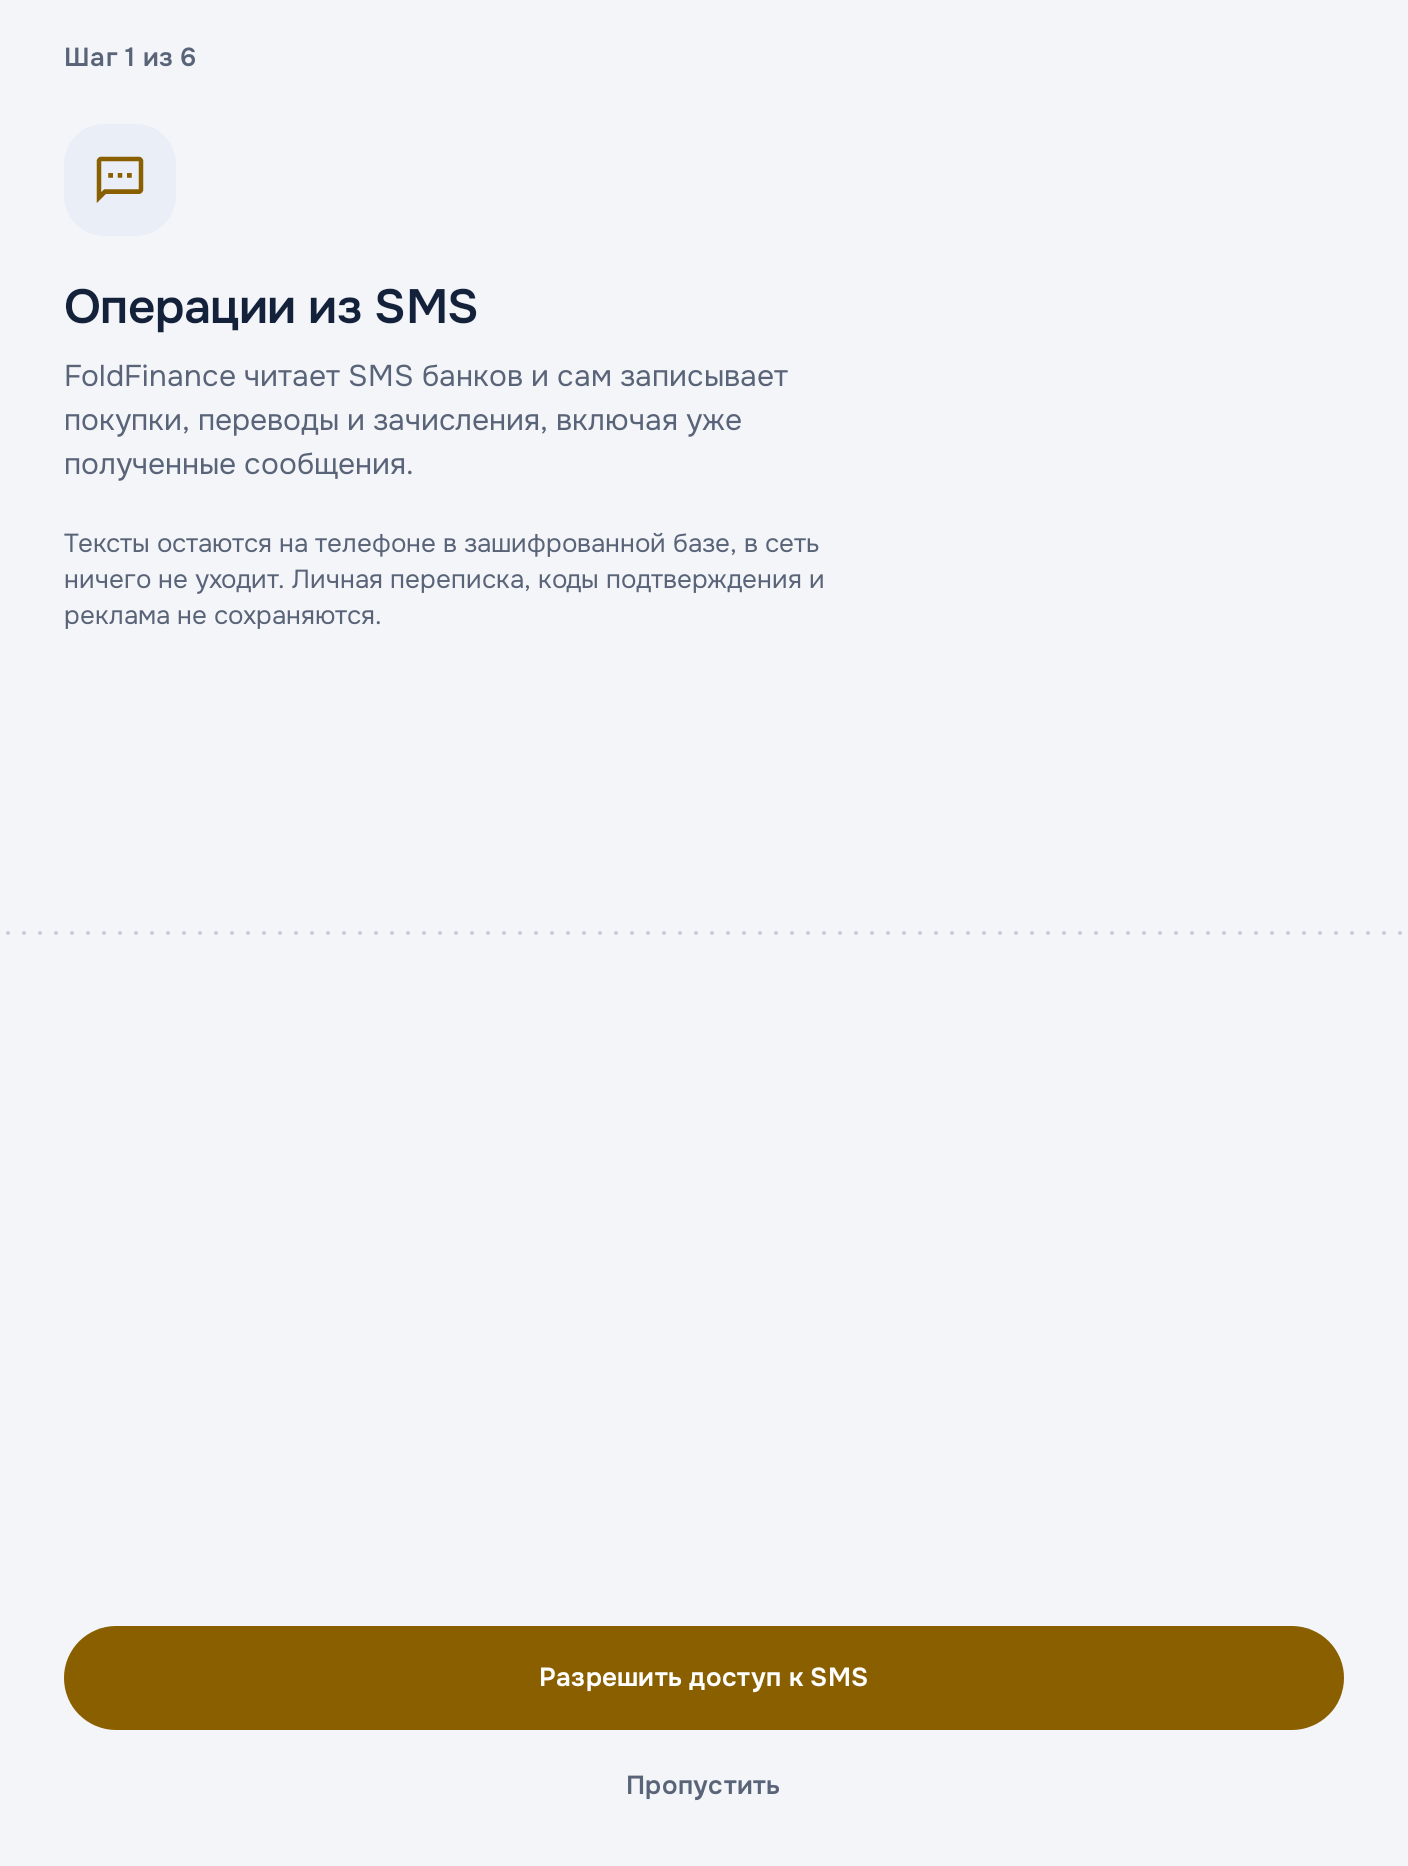 Шаг 1 из 6
Операции из SMS
FoldFinance читает SMS банков и сам записывает
покупки, переводы и зачисления, включая уже
полученные сообщения.
Тексты остаются на телефоне в зашифрованной базе, в сеть
ничего не уходит. Личная переписка, коды подтверждения и
реклама не сохраняются.
Разрешить доступ к SMS
Пропустить